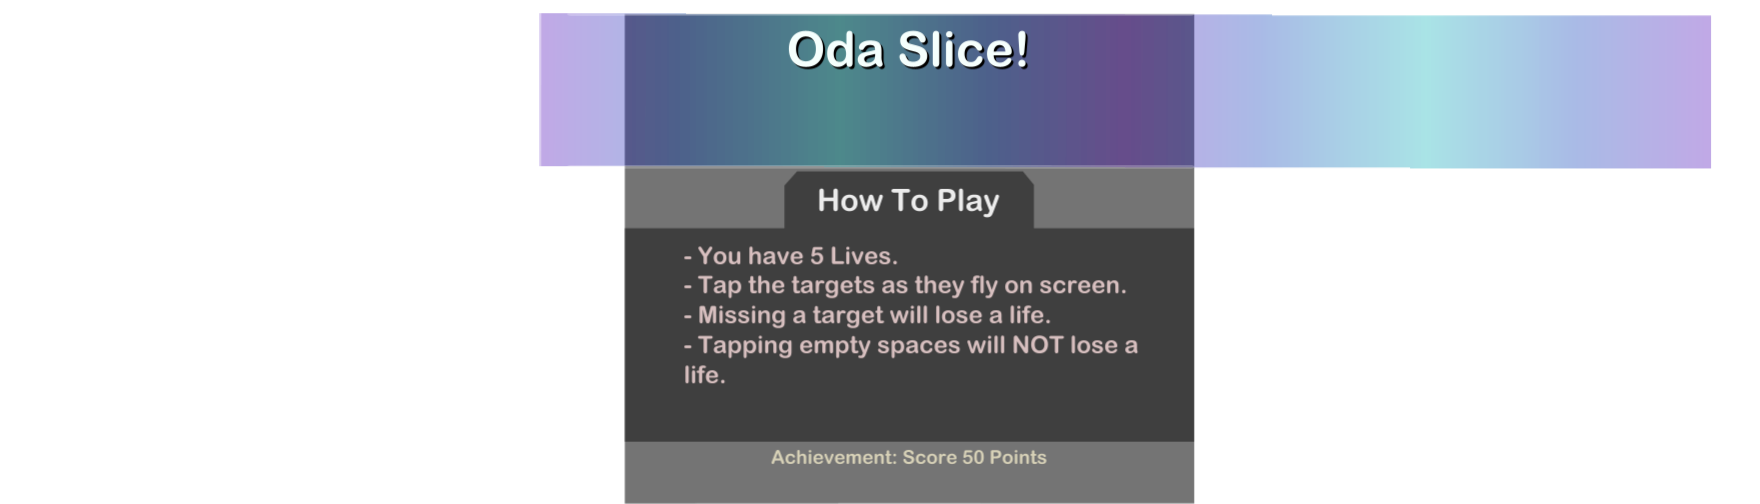 Oda Slice!
How To Play
- You have 5 Lives.
- Tap the targets as they fly on screen.
- Missing a target will lose a life.
- Tapping empty spaces will NOT lose a
life.
Achievement: Score 50 Points